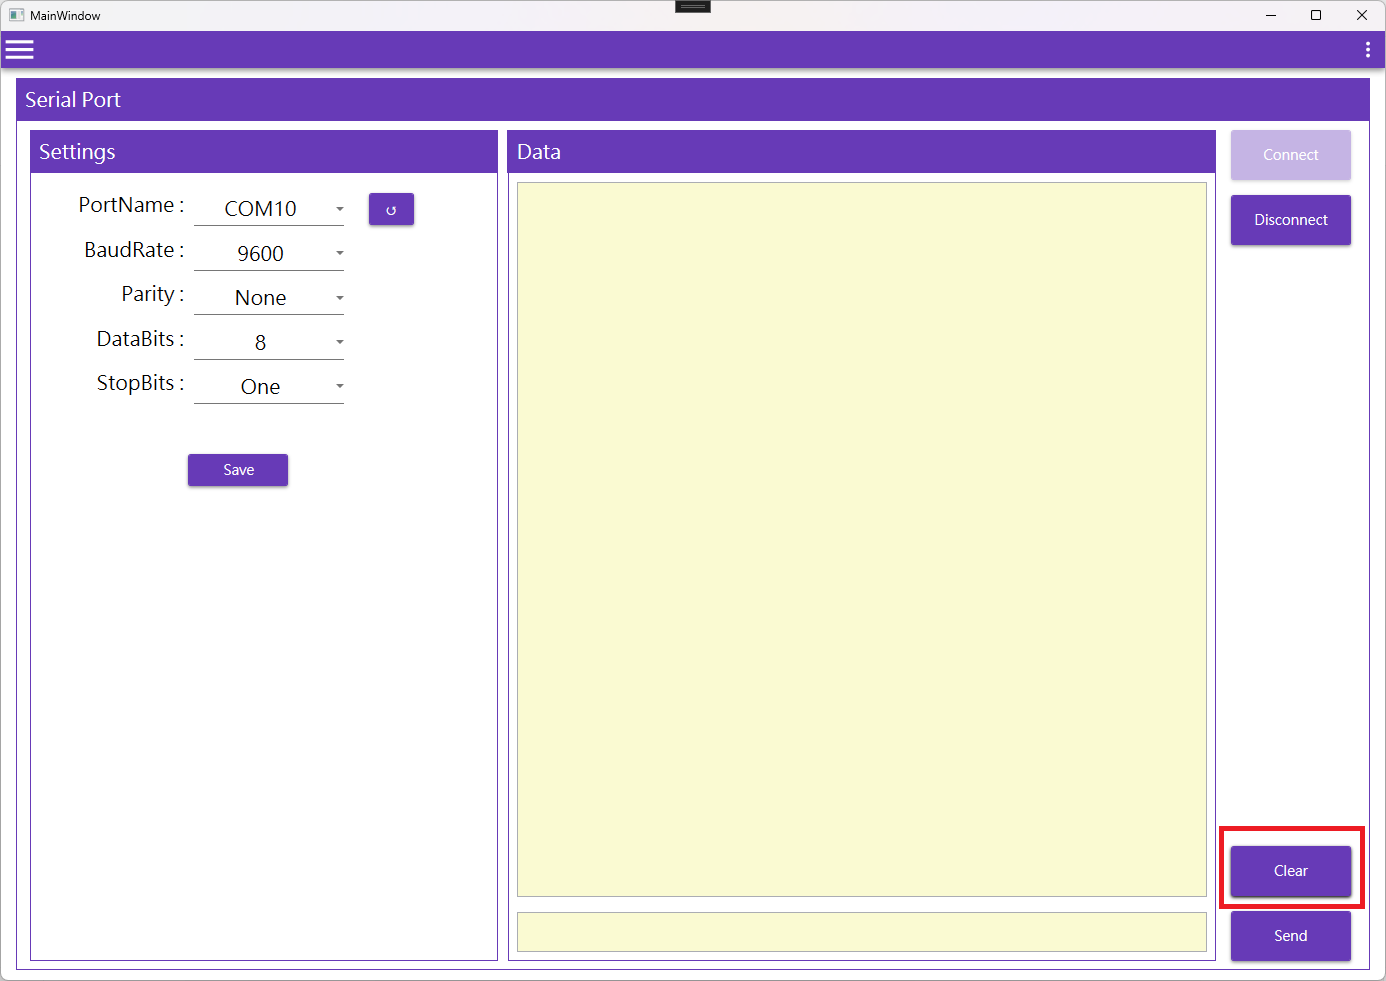 MainWindow
Serial Port
Settings
PortName : COM10 ↺
BaudRate : 9600
Parity : None
DataBits : 8
StopBits : One
Save
Data
Connect
Disconnect
Clear
Send